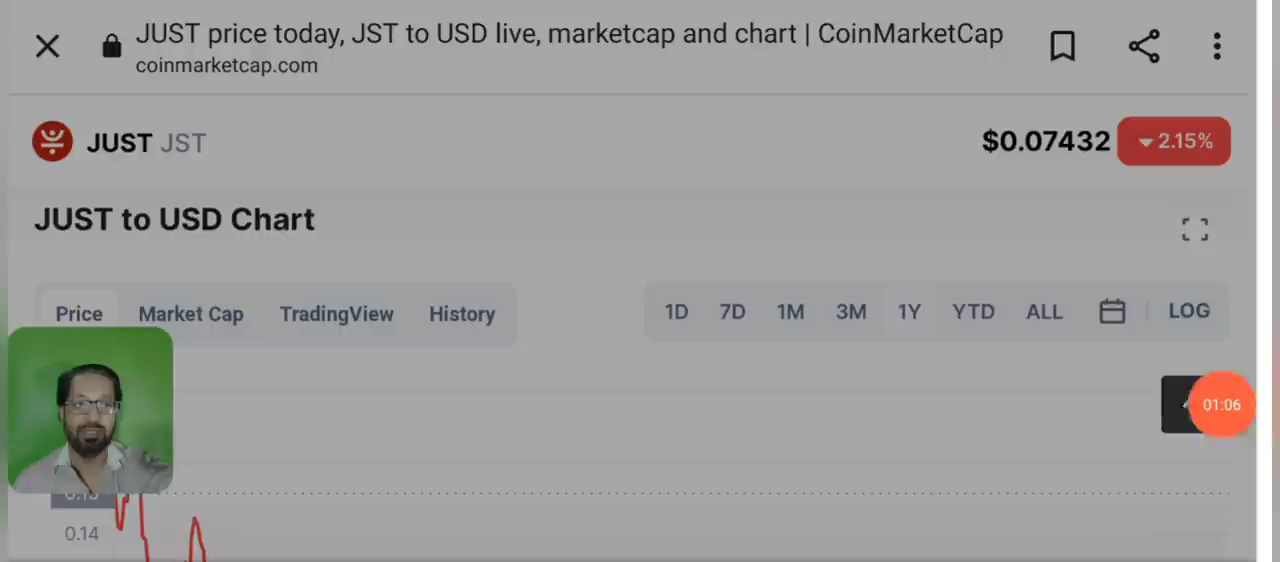 JUST price today, JST to USD live, marketcap and chart | CoinMarketCap
coinmarketcap.com
JUST JST
$0.07432
2.15%
JUST to USD Chart
Price Market Cap TradingView History
1D 7D 1M 3M 1Y YTD ALL LOG
01:06
0.14